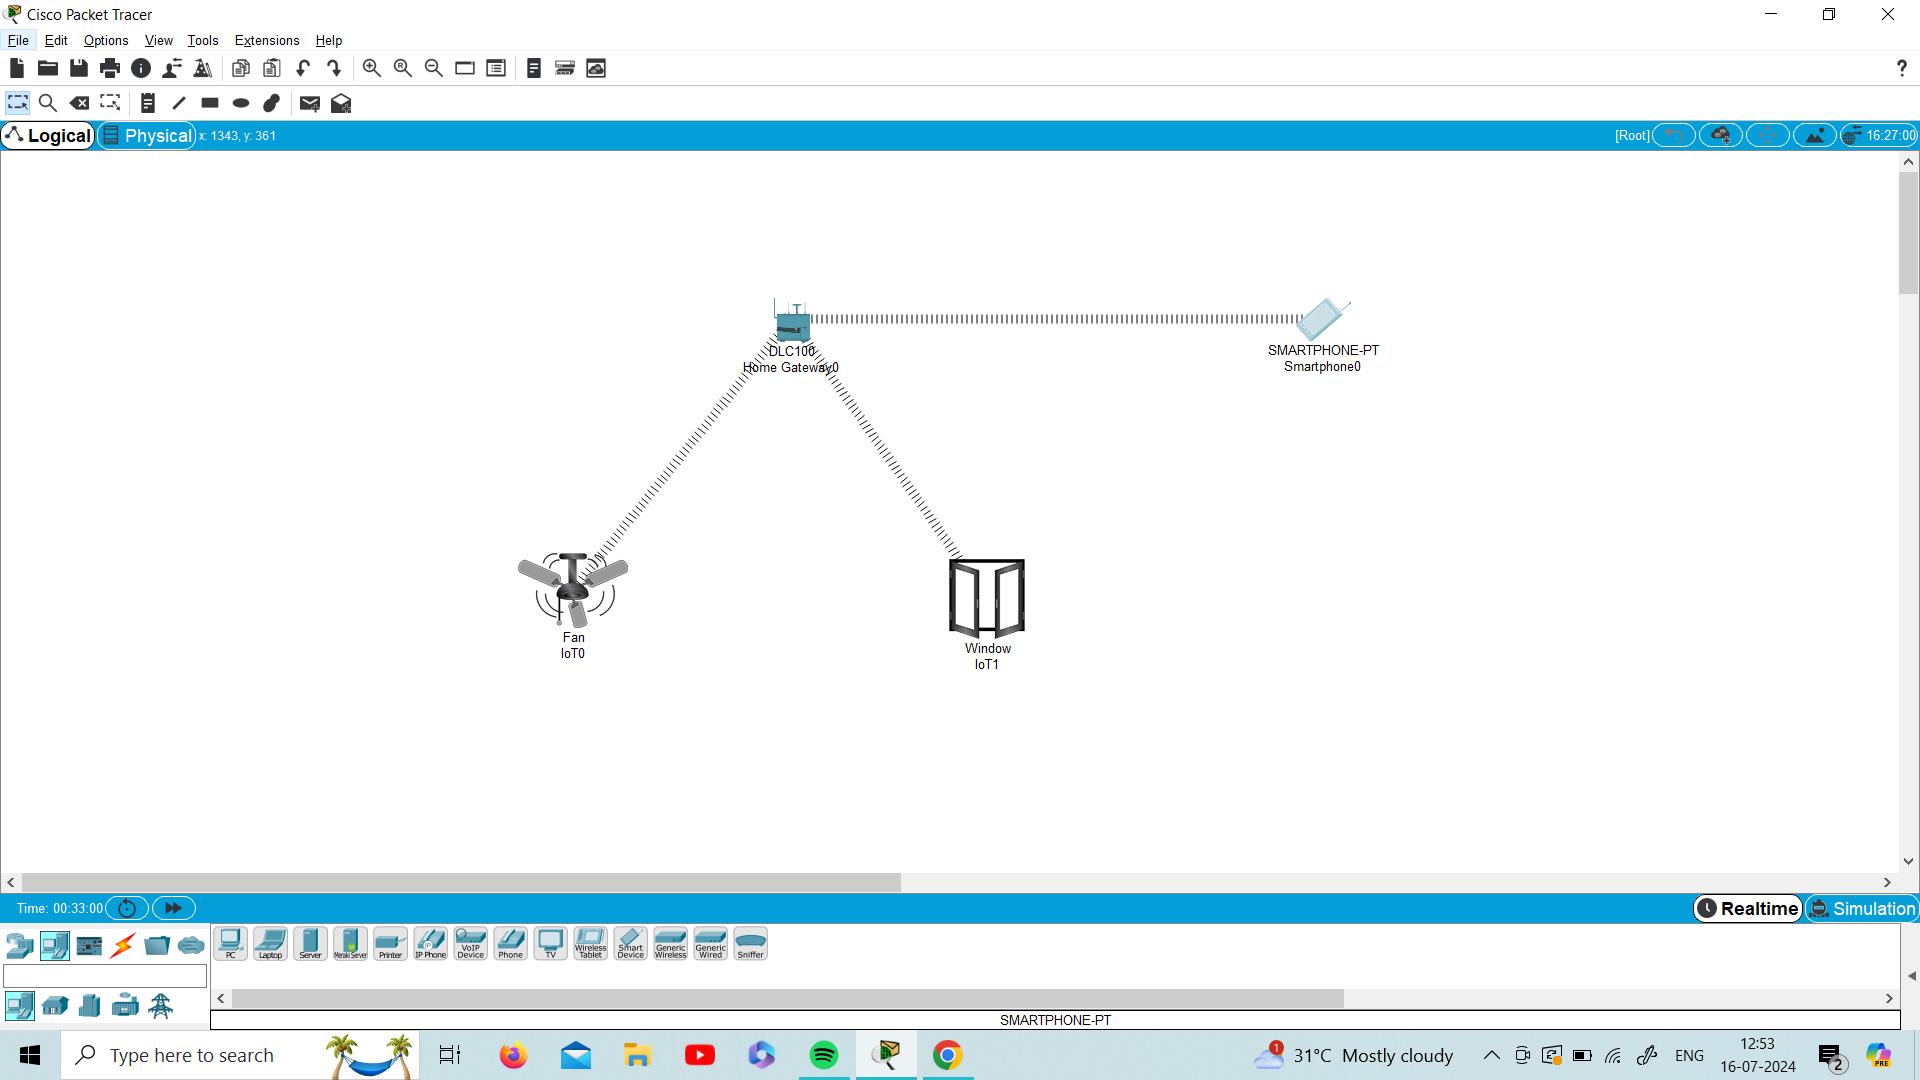 Cisco Packet Tracer
File Edit Options View Tools Extensions Help
?
Logical Physical x: 1343, y: 361 [Root] 16:27:00
DLC100
Home Gateway0
SMARTPHONE-PT
Smartphone0
Fan
IoT0
Window
IoT1
Time: 00:33:00 Realtime Simulation
PC Laptop Server Meraki Server Printer IP Phone VoIP Device Phone TV Wireless Tablet Smart Device Generic Wireless Generic Wired Sniffer
SMARTPHONE-PT
Type here to search 1 31°C Mostly cloudy ENG 12:53 2 PRE
16-07-2024